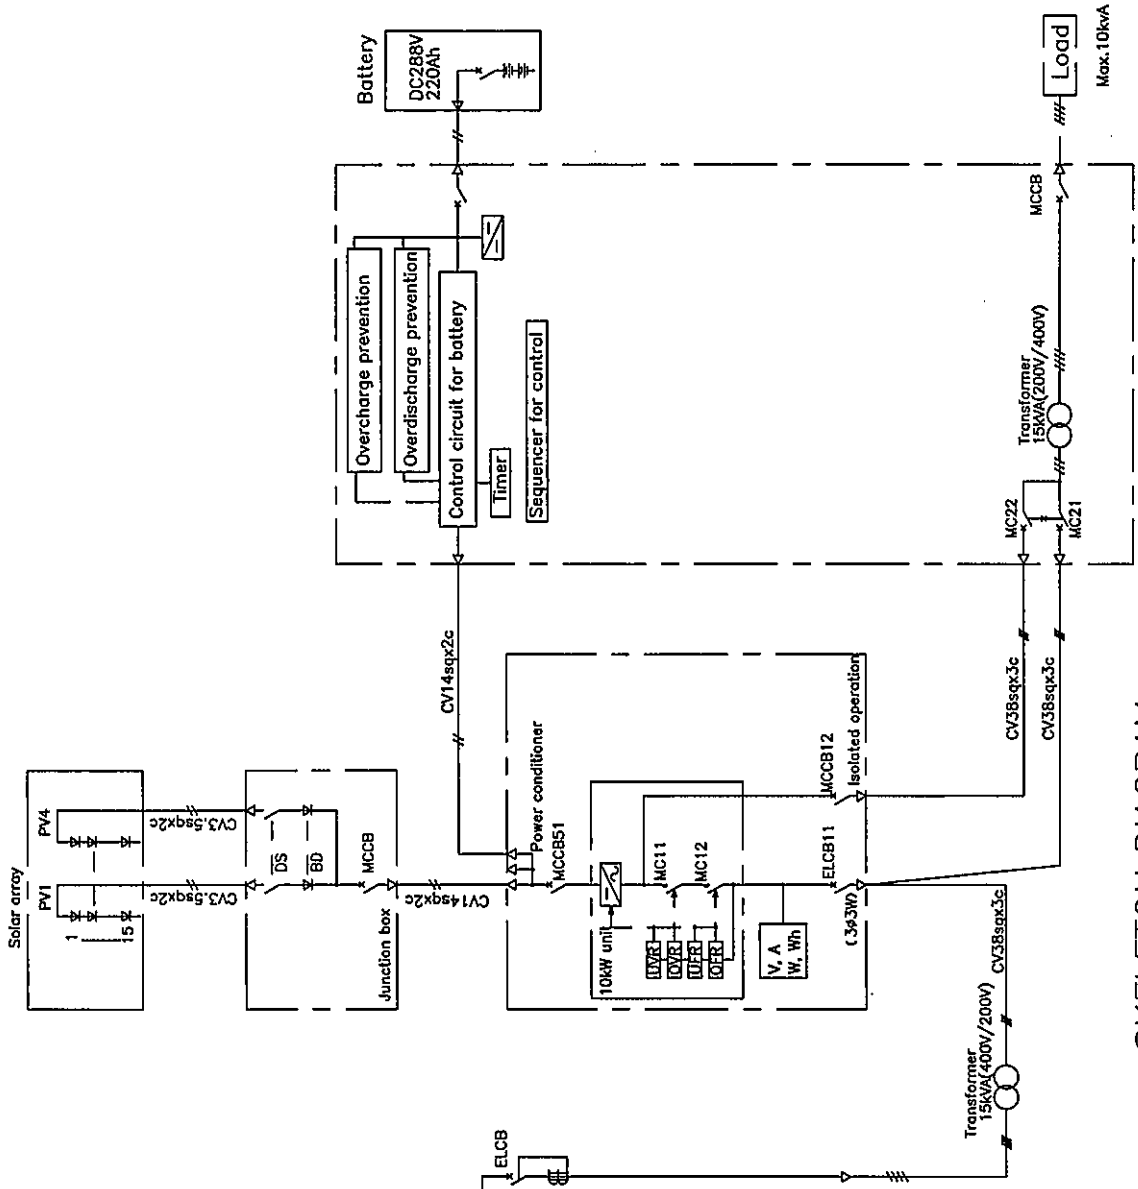 Solar array
PV1
PV4
1
15
CV3.5sqx2c
CV3.5sqx2c
DS
BD
MCCB
Junction box
CV14sqx2c
Battery
DC288V
220Ah
Overcharge prevention
Overdischarge prevention
Control circuit for battery
Timer
Sequencer for control
CV14sqx2c
Power conditioner
MCCB51
10kW unit
UVR
OVR
UFR
OFR
MC11
MC12
V, A
W, Wh
ELCB11
(3ø3W)
MCCB12
Isolated operation
CV38sqx3c
CV38sqx3c
CV38sqx3c
MC22
MC21
Transformer
15kVA(200V/400V)
MCCB
Load
Max.10kvA
Transformer
15kVA(400V/200V)
ELCB